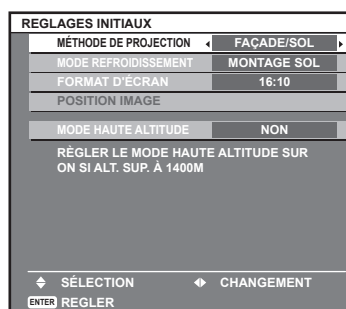 REGLAGES INITIAUX
MÉTHODE DE PROJECTION FAÇADE/SOL
MODE REFROIDISSEMENT MONTAGE SOL
FORMAT D'ÉCRAN 16:10
POSITION IMAGE
MODE HAUTE ALTITUDE NON
RÈGLER LE MODE HAUTE ALTITUDE SUR
ON SI ALT. SUP. À 1400M
SÉLECTION CHANGEMENT
ENTER REGLER